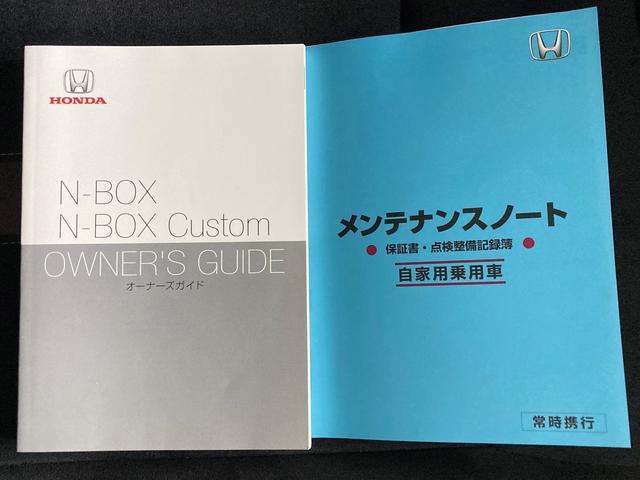 HONDA
N-BOX
N-BOX Custom
OWNER'S GUIDE
オーナーズガイド
メンテナンスノート
保証書・点検整備記録簿
自家用乗用車
常時携行